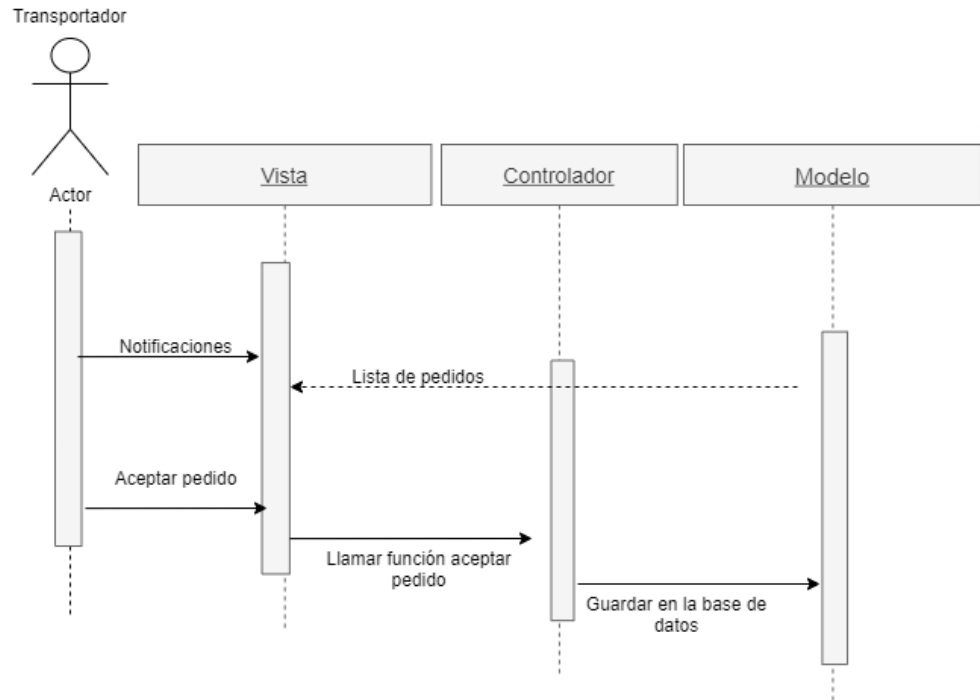 Transportador
Actor
Vista
Controlador
Modelo
Notificaciones
Lista de pedidos
Aceptar pedido
Llamar función aceptar
pedido
Guardar en la base de
datos